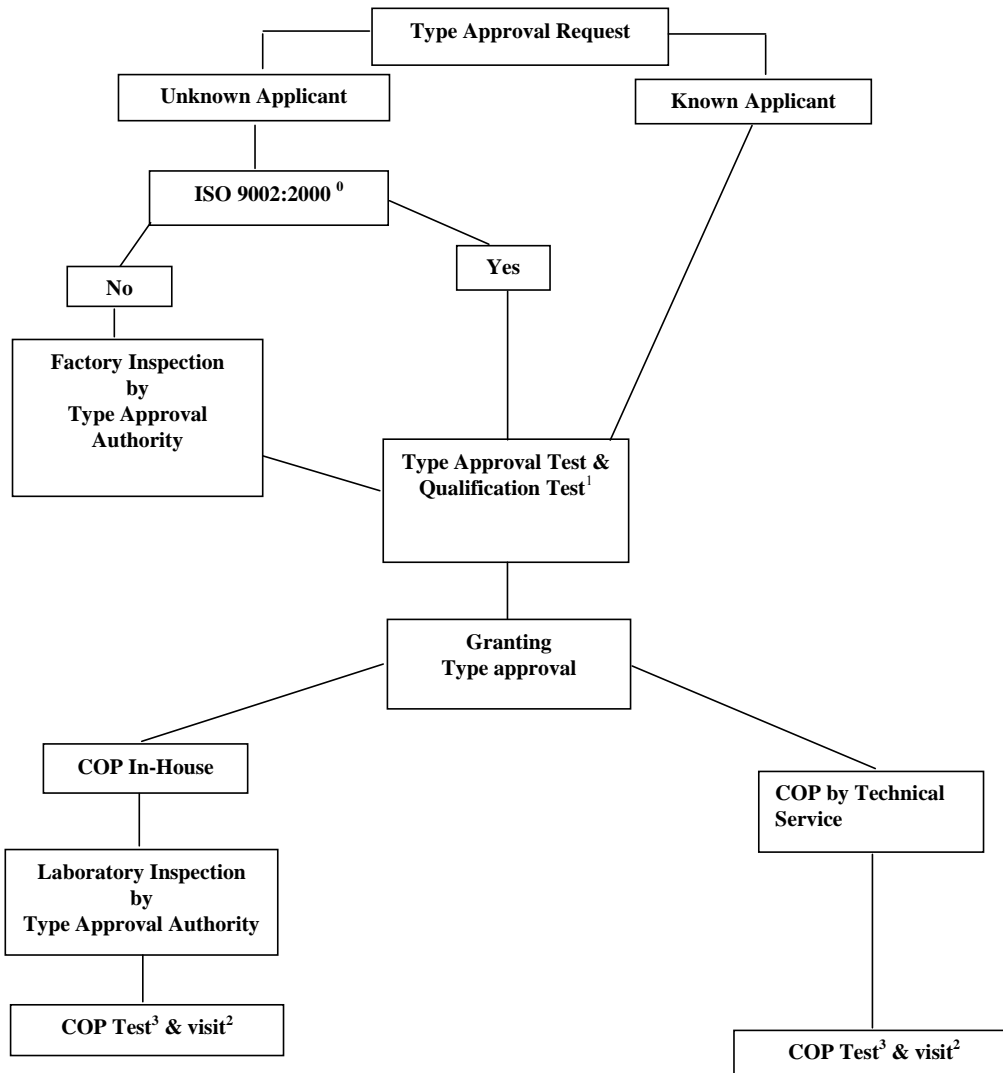 Type Approval Request
Unknown Applicant
Known Applicant
ISO 9002:2000 ⁰
Yes
No
Factory Inspection
by
Type Approval
Authority
Type Approval Test &
Qualification Test¹
Granting
Type approval
COP In-House
COP by Technical
Service
Laboratory Inspection
by
Type Approval Authority
COP Test³ & visit²
COP Test³ & visit²